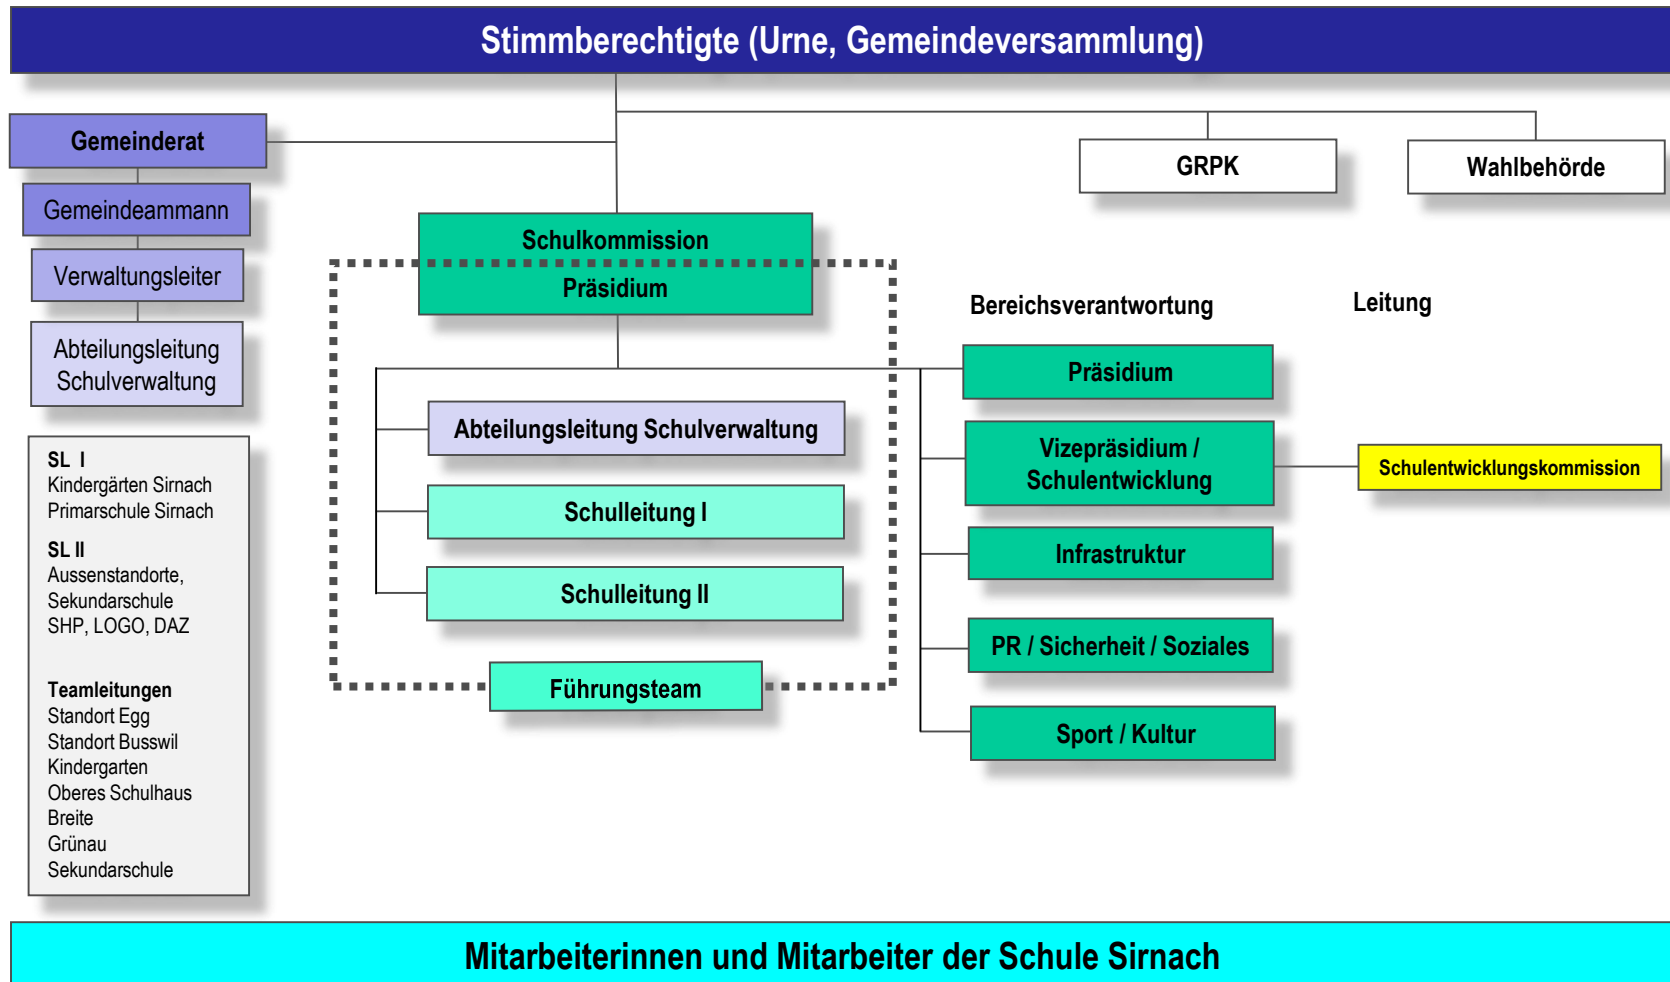 Stimmberechtigte (Urne, Gemeindeversammlung)
Gemeinderat
Gemeindeammann
Verwaltungsleiter
Abteilungsleitung
Schulverwaltung
GRPK
Wahlbehörde
Schulkommission
Präsidium
Abteilungsleitung Schulverwaltung
Schulleitung I
Schulleitung II
Führungsteam
Bereichsverantwortung
Leitung
Präsidium
Vizepräsidium /
Schulentwicklung
Schulentwicklungskommission
Infrastruktur
PR / Sicherheit / Soziales
Sport / Kultur
SL I
Kindergärten Sirnach
Primarschule Sirnach
SL II
Aussenstandorte,
Sekundarschule
SHP, LOGO, DAZ
Teamleitungen
Standort Egg
Standort Busswil
Kindergarten
Oberes Schulhaus
Breite
Grünau
Sekundarschule
Mitarbeiterinnen und Mitarbeiter der Schule Sirnach